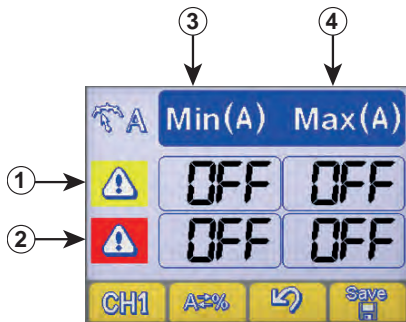 3 4
A Min(A) Max(A)
1 OFF OFF
2 OFF OFF
CH1 A⇄% Save